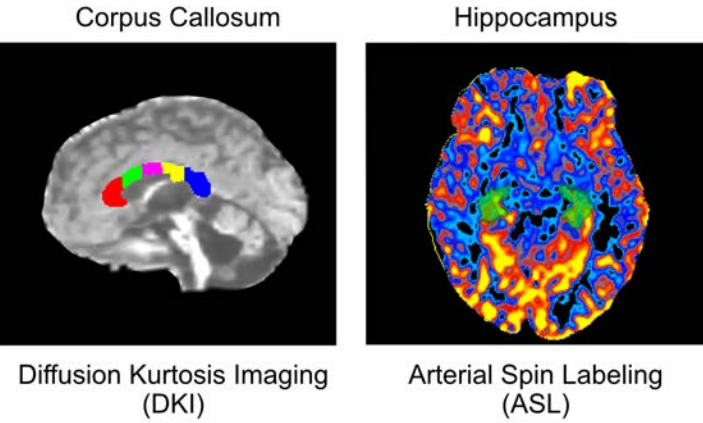 Corpus Callosum
Hippocampus
Diffusion Kurtosis Imaging
(DKI)
Arterial Spin Labeling
(ASL)